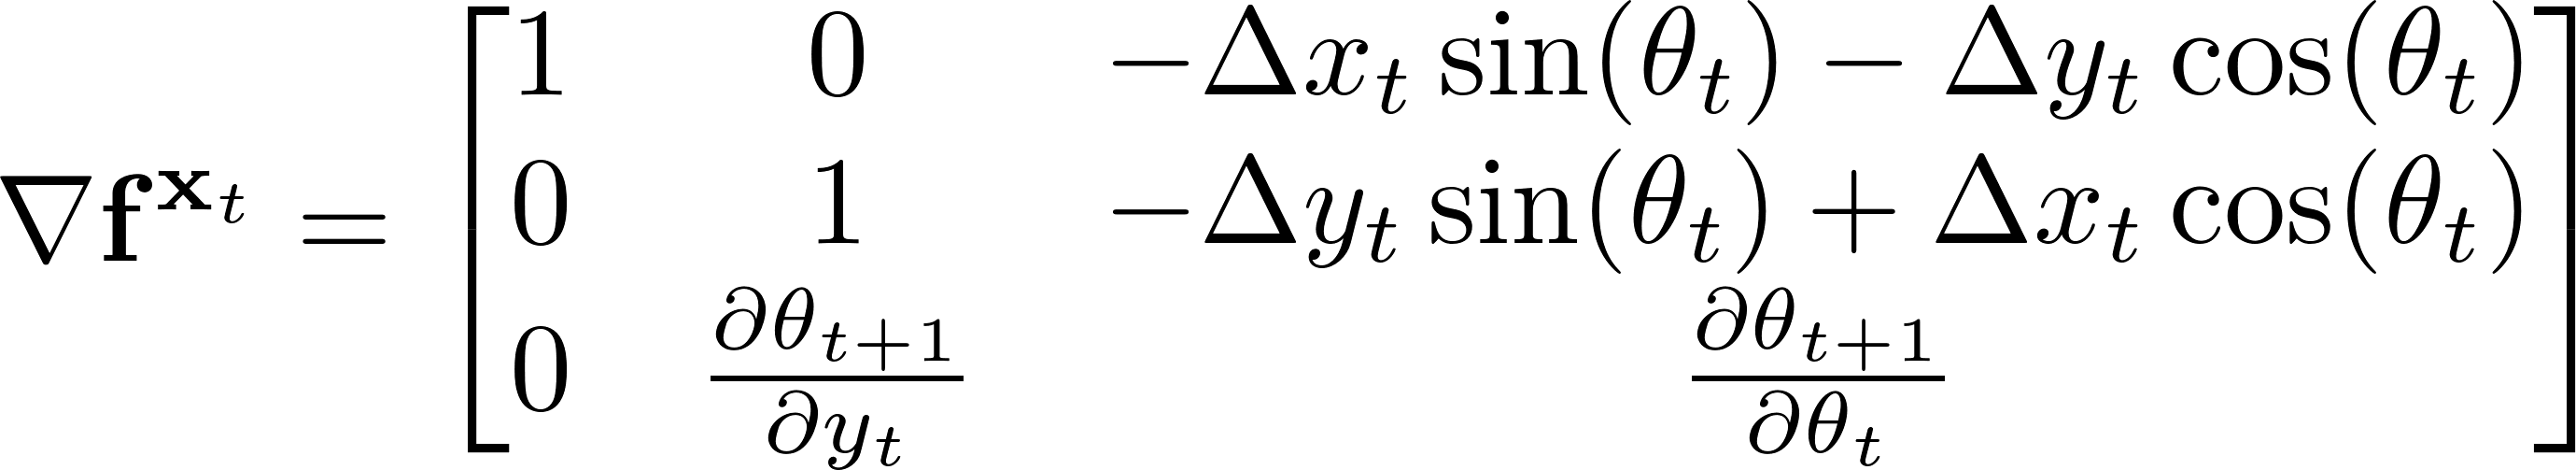 ∇𝐟^{𝐱_t} = [ 1 0 −Δx_t sin(θ_t) − Δy_t cos(θ_t)
0 1 −Δy_t sin(θ_t) + Δx_t cos(θ_t)
0 ∂θ_{t+1}/∂y_t ∂θ_{t+1}/∂θ_t ]